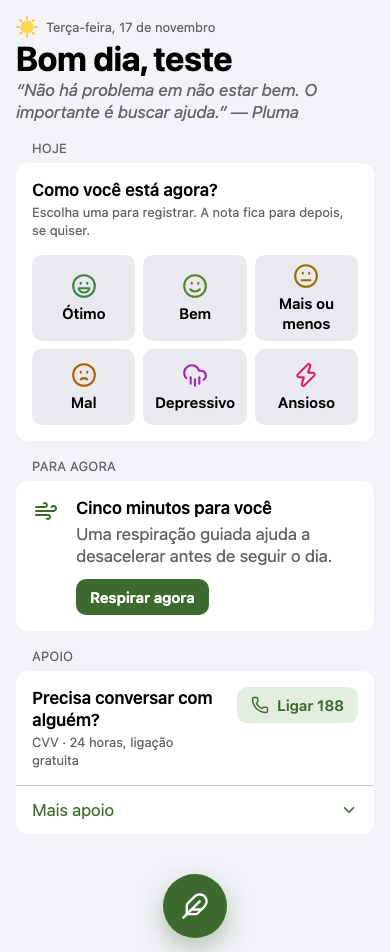 Terça-feira, 17 de novembro
Bom dia, teste
“Não há problema em não estar bem. O
importante é buscar ajuda.” — Pluma
HOJE
Como você está agora?
Escolha uma para registrar. A nota fica para depois,
se quiser.
Ótimo
Bem
Mais ou
menos
Mal
Depressivo
Ansioso
PARA AGORA
Cinco minutos para você
Uma respiração guiada ajuda a
desacelerar antes de seguir o dia.
Respirar agora
APOIO
Precisa conversar com
alguém?
Ligar 188
CVV · 24 horas, ligação
gratuita
Mais apoio